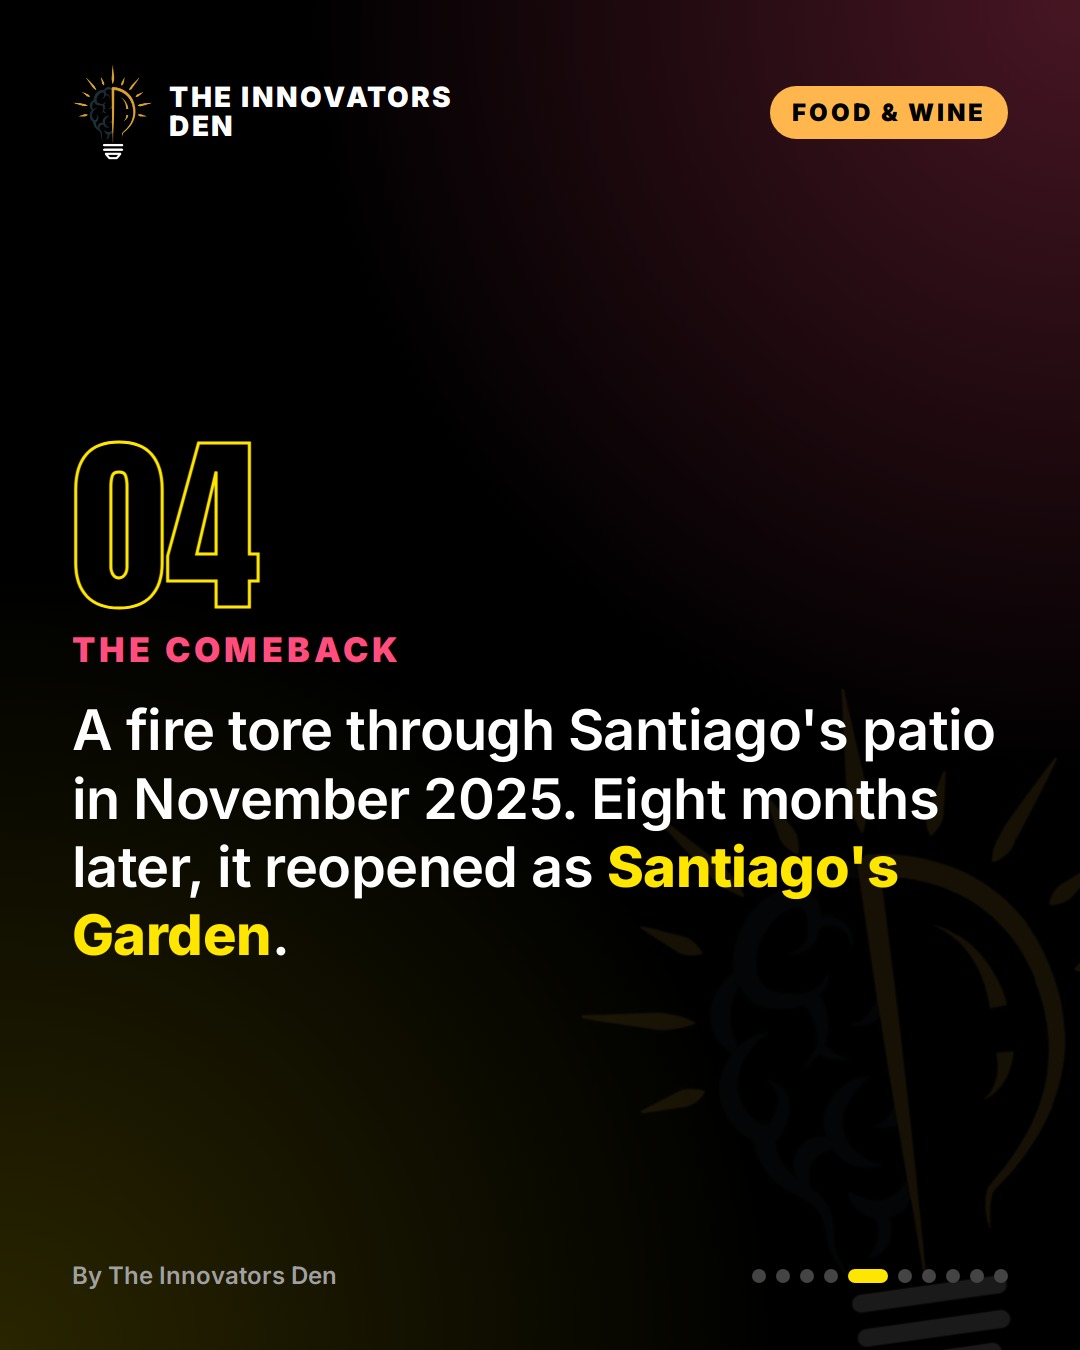 THE INNOVATORS
DEN
FOOD & WINE
04
THE COMEBACK
A fire tore through Santiago's patio
in November 2025. Eight months
later, it reopened as Santiago's
Garden.
By The Innovators Den